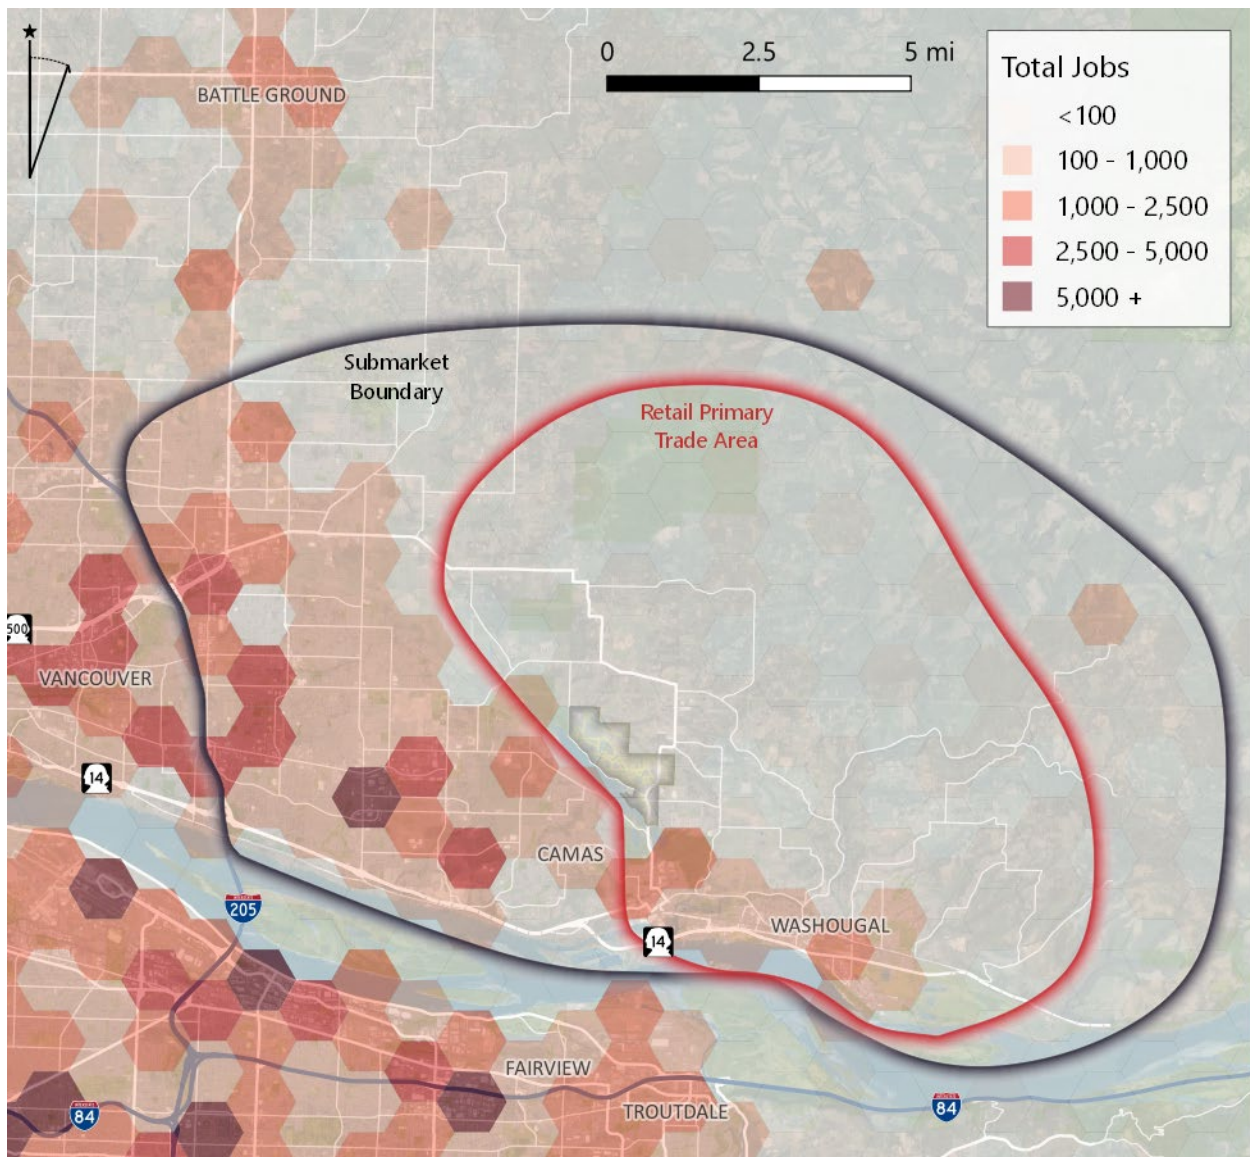 0 2.5 5 mi
Total Jobs
<100
100 - 1,000
1,000 - 2,500
2,500 - 5,000
5,000 +
BATTLE GROUND
Submarket
Boundary
Retail Primary
Trade Area
500
VANCOUVER
14
CAMAS
205
14
WASHOUGAL
FAIRVIEW
TROUTDALE
84
84